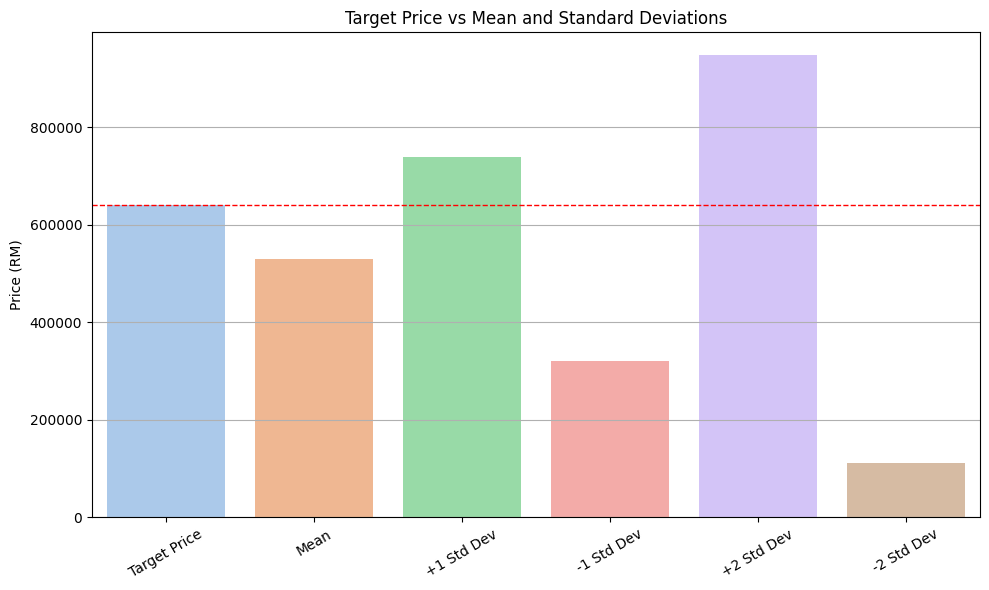 Target Price vs Mean and Standard Deviations
Price (RM)
800000
600000
400000
200000
0
Target Price
Mean
+1 Std Dev
-1 Std Dev
+2 Std Dev
-2 Std Dev